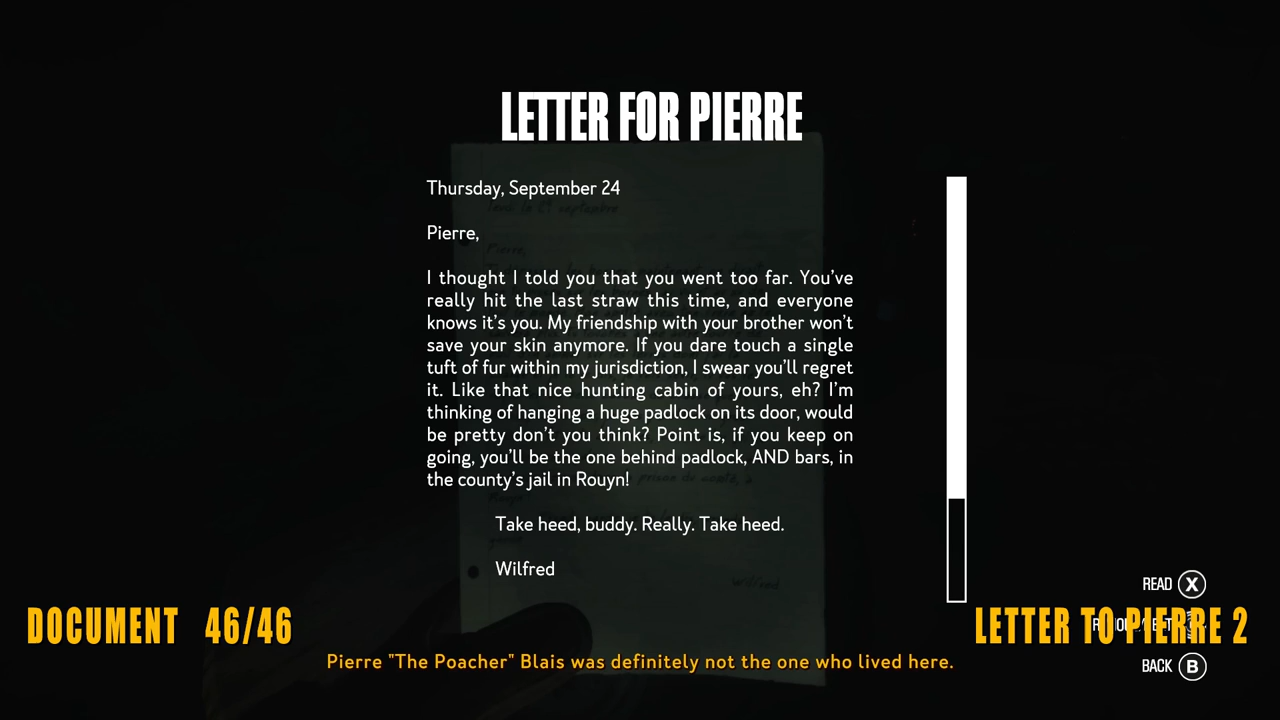 LETTER FOR PIERRE
Thursday, September 24
Pierre,
I thought I told you that you went too far. You've
really hit the last straw this time, and everyone
knows it's you. My friendship with your brother won't
save your skin anymore. If you dare touch a single
tuft of fur within my jurisdiction, I swear you'll regret
it. Like that nice hunting cabin of yours, eh? I'm
thinking of hanging a huge padlock on its door, would
be pretty don't you think? Point is, if you keep on
going, you'll be the one behind padlock, AND bars, in
the county's jail in Rouyn!
Take heed, buddy. Really. Take heed.
Wilfred
Wilfred
READ X
DOCUMENT 46/46
LETTER TO PIERRE 2
Pierre "The Poacher" Blais was definitely not the one who lived here.
BACK B